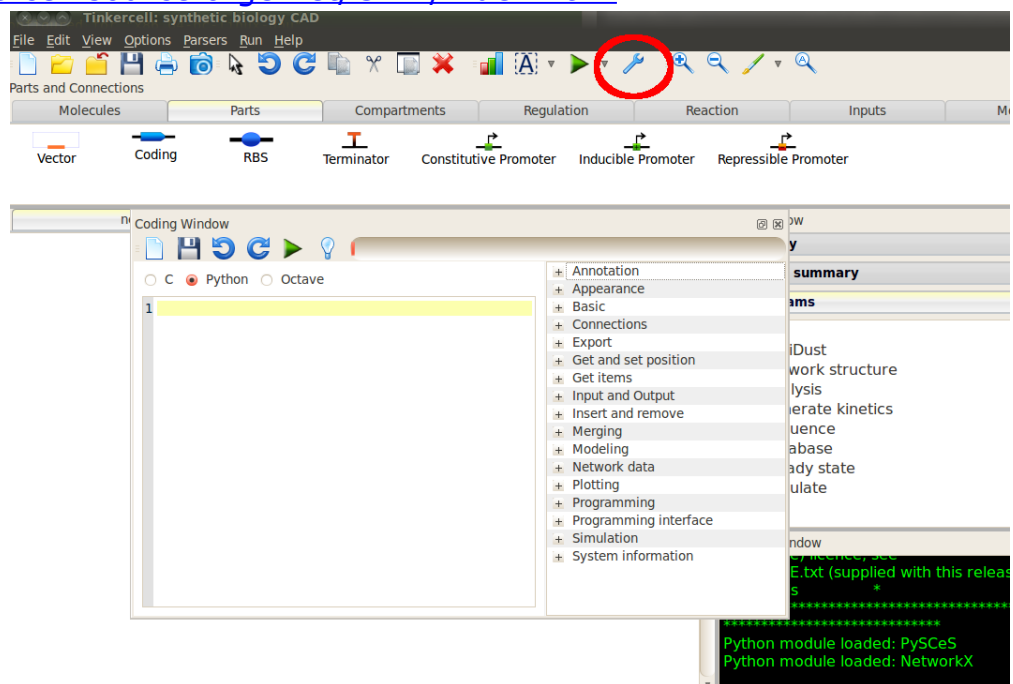 Tinkercell: synthetic biology CAD
File Edit View Options Parsers Run Help
A
A
Parts and Connections
Molecules Parts Compartments Regulation Reaction Inputs
Vector Coding RBS Terminator Constitutive Promoter Inducible Promoter Repressible Promoter
Coding Window
C Python Octave
1
+ Annotation
+ Appearance
+ Basic
+ Connections
+ Export
+ Get and set position
+ Get items
+ Input and Output
+ Insert and remove
+ Merging
+ Modeling
+ Network data
+ Plotting
+ Programming
+ Programming interface
+ Simulation
+ System information
ow
y
summary
ams
iDust
work structure
lysis
erate kinetics
uence
abase
ady state
ulate
ndow
E.txt (supplied with this releas
s *
******************************
*****************************
Python module loaded: PySCeS
Python module loaded: NetworkX